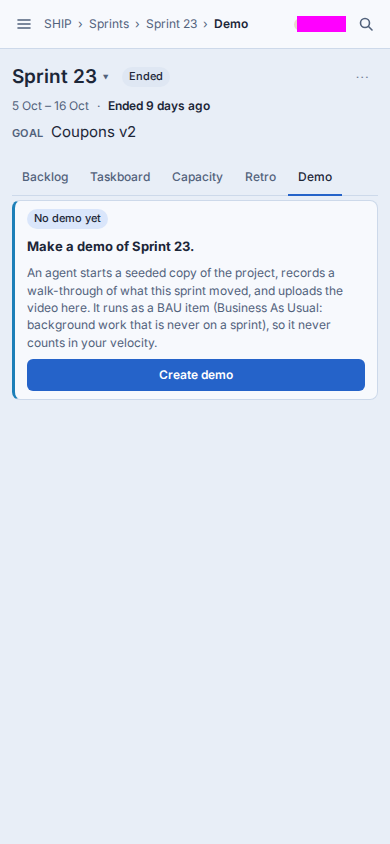 SHIP › Sprints › Sprint 23 › Demo
Sprint 23 ▾ Ended ...
5 Oct – 16 Oct · Ended 9 days ago
GOAL Coupons v2
Backlog Taskboard Capacity Retro Demo
No demo yet
Make a demo of Sprint 23.
An agent starts a seeded copy of the project, records a
walk-through of what this sprint moved, and uploads the
video here. It runs as a BAU item (Business As Usual:
background work that is never on a sprint), so it never
counts in your velocity.
Create demo